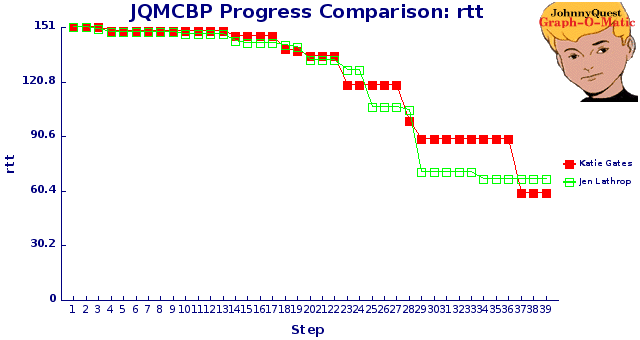 JQMCBP Progress Comparison: rtt
JohnnyQuest
Graph-O-Matic
151
120.8
90.6
60.4
30.2
0
rtt
Katie Gates
Jen Lathrop
1 2 3 4 5 6 7 8 9 10 11 12 13 14 15 16 17 18 19 20 21 22 23 24 25 26 27 28 29 30 31 32 33 34 35 36 37 38 39
Step